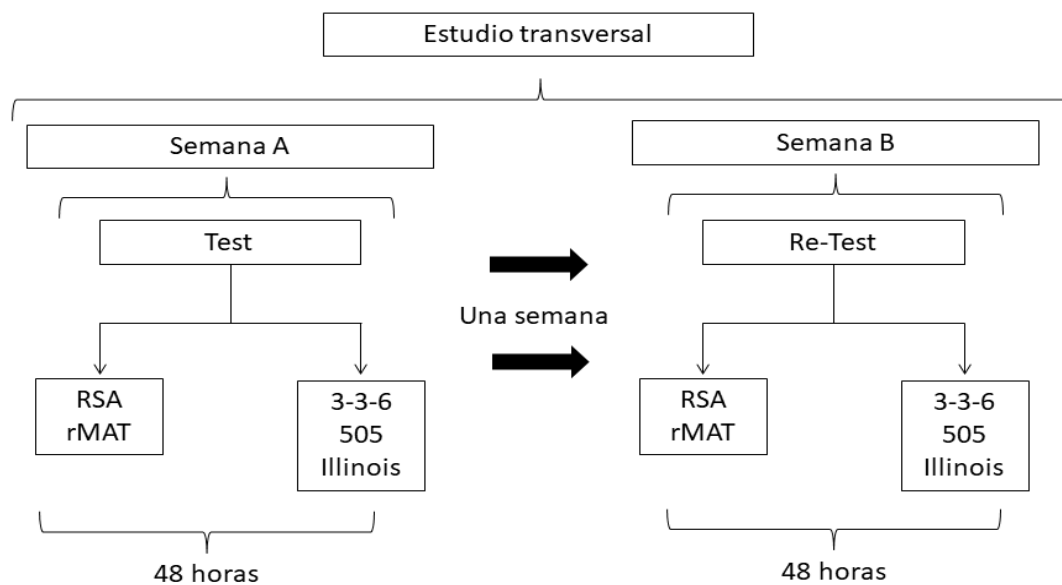 Estudio transversal
Semana A
Semana B
Test
Re-Test
Una semana
RSA
rMAT
3-3-6
505
Illinois
RSA
rMAT
3-3-6
505
Illinois
48 horas
48 horas